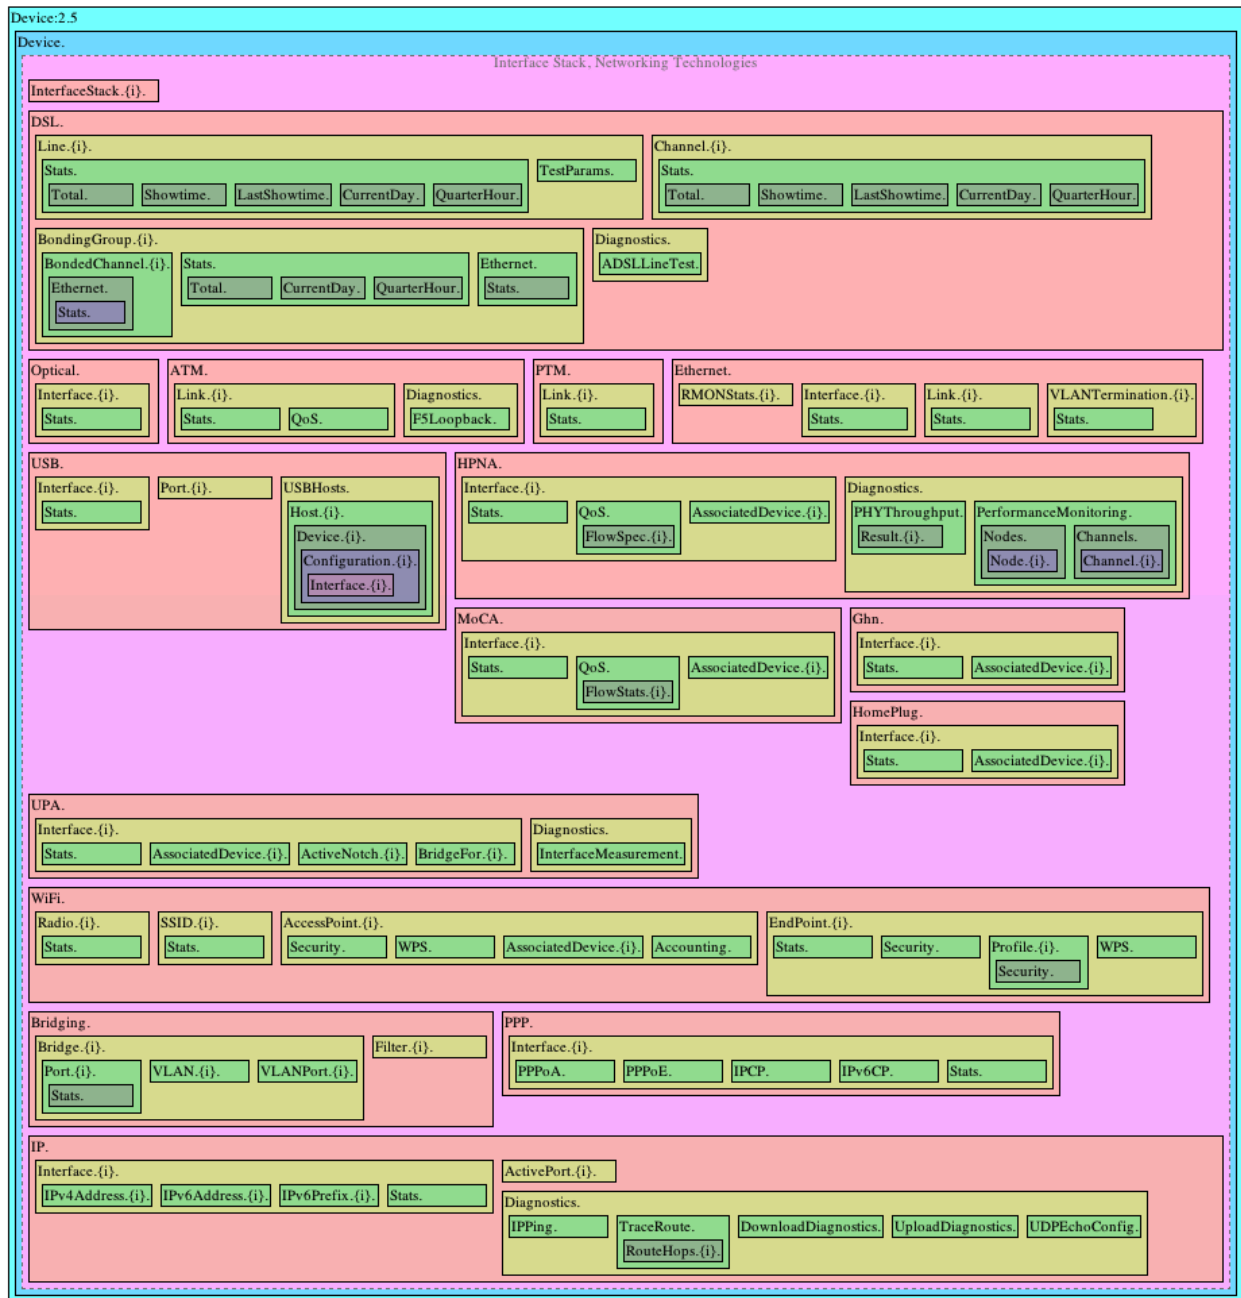 Device:2.5
Device.
Interface Stack, Networking Technologies
InterfaceStack.{i}.
DSL.
Line.{i}.
Stats.
Total.
Showtime.
LastShowtime.
CurrentDay.
QuarterHour.
TestParams.
Channel.{i}.
Stats.
Total.
Showtime.
LastShowtime.
CurrentDay.
QuarterHour.
BondingGroup.{i}.
BondedChannel.{i}.
Ethernet.
Stats.
Stats.
Total.
CurrentDay.
QuarterHour.
Ethernet.
Stats.
Diagnostics.
ADSLLineTest.
Optical.
Interface.{i}.
Stats.
ATM.
Link.{i}.
Stats.
QoS.
Diagnostics.
F5Loopback.
PTM.
Link.{i}.
Stats.
Ethernet.
RMONStats.{i}.
Interface.{i}.
Stats.
Link.{i}.
Stats.
VLANTermination.{i}.
Stats.
USB.
Interface.{i}.
Stats.
Port.{i}.
USBHosts.
Host.{i}.
Device.{i}.
Configuration.{i}.
Interface.{i}.
HPNA.
Interface.{i}.
Stats.
QoS.
FlowSpec.{i}.
AssociatedDevice.{i}.
Diagnostics.
PHYThroughput.
Result.{i}.
PerformanceMonitoring.
Nodes.
Node.{i}.
Channels.
Channel.{i}.
MoCA.
Interface.{i}.
Stats.
QoS.
FlowStats.{i}.
AssociatedDevice.{i}.
Ghn.
Interface.{i}.
Stats.
AssociatedDevice.{i}.
HomePlug.
Interface.{i}.
Stats.
AssociatedDevice.{i}.
UPA.
Interface.{i}.
Stats.
AssociatedDevice.{i}.
ActiveNotch.{i}.
BridgeFor.{i}.
Diagnostics.
InterfaceMeasurement.
WiFi.
Radio.{i}.
Stats.
SSID.{i}.
Stats.
AccessPoint.{i}.
Security.
WPS.
AssociatedDevice.{i}.
Accounting.
EndPoint.{i}.
Stats.
Security.
Profile.{i}.
Security.
WPS.
Bridging.
Bridge.{i}.
Port.{i}.
Stats.
VLAN.{i}.
VLANPort.{i}.
Filter.{i}.
PPP.
Interface.{i}.
PPPoA.
PPPoE.
IPCP.
IPv6CP.
Stats.
IP.
Interface.{i}.
IPv4Address.{i}.
IPv6Address.{i}.
IPv6Prefix.{i}.
Stats.
ActivePort.{i}.
Diagnostics.
IPPing.
TraceRoute.
RouteHops.{i}.
DownloadDiagnostics.
UploadDiagnostics.
UDPEchoConfig.